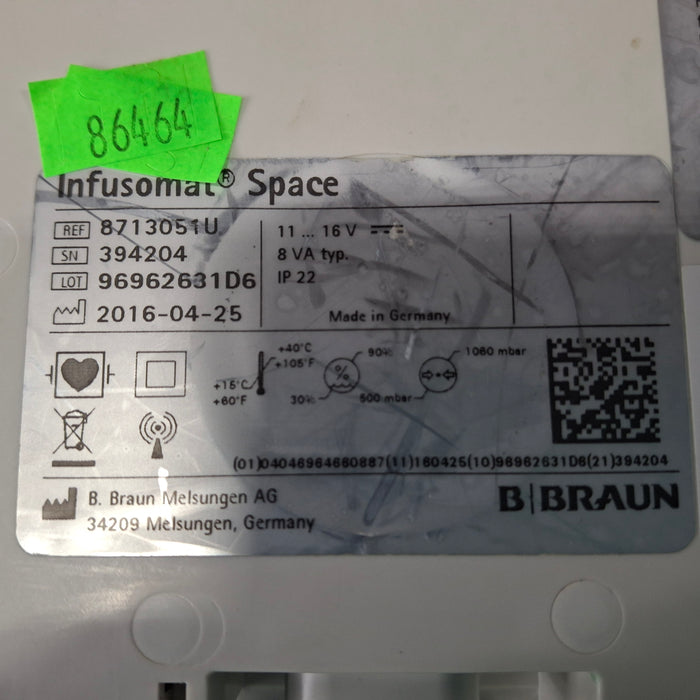 86464
Infusomat® Space
REF 8713051U
SN 394204
LOT 96962631D6
2016-04-25
11 ... 16 V
8 VA typ.
IP 22
Made in Germany
+40°C
+105°F
+15°C
+60°F
90%
%
30%
1060 mbar
500 mbar
(01)04046964660887(11)160425(10)96962631D6(21)394204
B. Braun Melsungen AG
34209 Melsungen, Germany
B|BRAUN